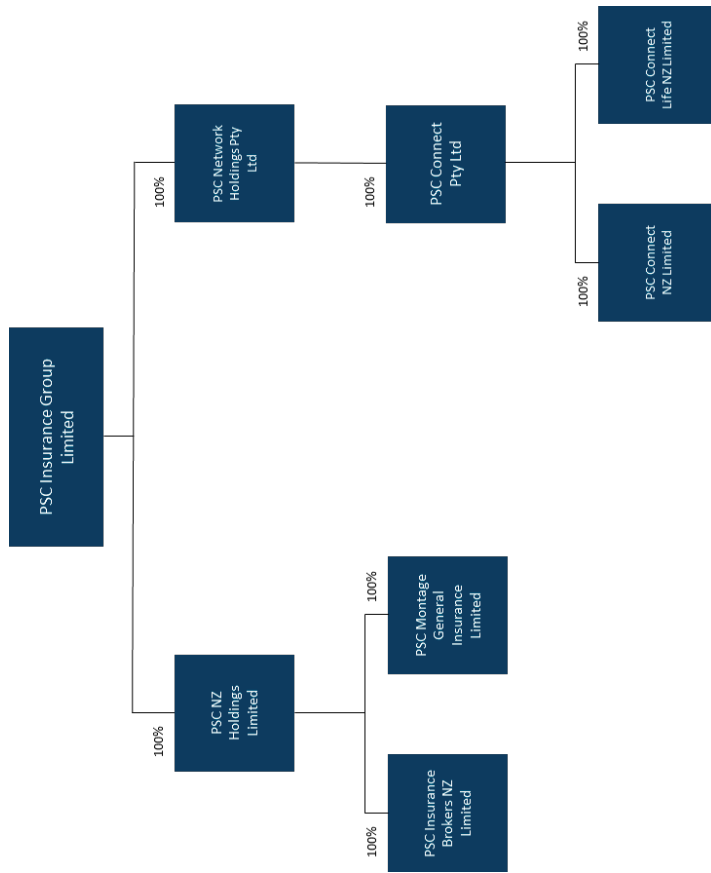 PSC Insurance Group
Limited
100%
PSC NZ
Holdings
Limited
100%
PSC Network
Holdings Pty
Ltd
100%
PSC Insurance
Brokers NZ
Limited
100%
PSC Montage
General
Insurance
Limited
100%
PSC Connect
Pty Ltd
100%
PSC Connect
NZ Limited
100%
PSC Connect
Life NZ Limited